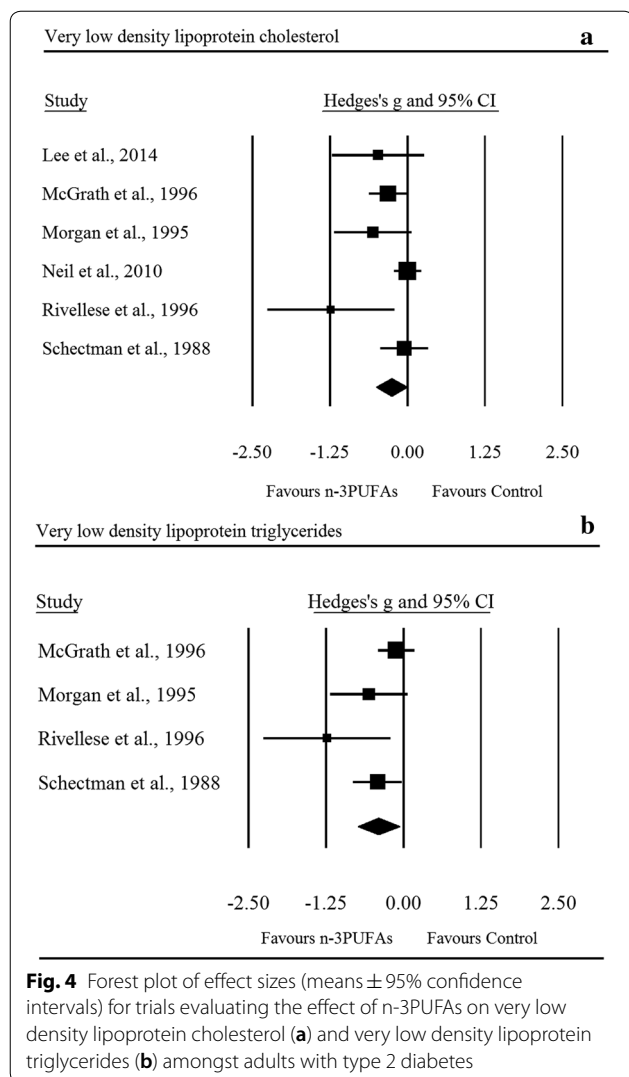 Very low density lipoprotein cholesterol a
Study Hedges's g and 95% CI
Lee et al., 2014
McGrath et al., 1996
Morgan et al., 1995
Neil et al., 2010
Rivellese et al., 1996
Schectman et al., 1988
-2.50 -1.25 0.00 1.25 2.50
Favours n-3PUFAs Favours Control
Very low density lipoprotein triglycerides b
Study Hedges's g and 95% CI
McGrath et al., 1996
Morgan et al., 1995
Rivellese et al., 1996
Schectman et al., 1988
-2.50 -1.25 0.00 1.25 2.50
Favours n-3PUFAs Favours Control
Fig. 4 Forest plot of effect sizes (means ± 95% confidence
intervals) for trials evaluating the effect of n-3PUFAs on very low
density lipoprotein cholesterol (a) and very low density lipoprotein
triglycerides (b) amongst adults with type 2 diabetes